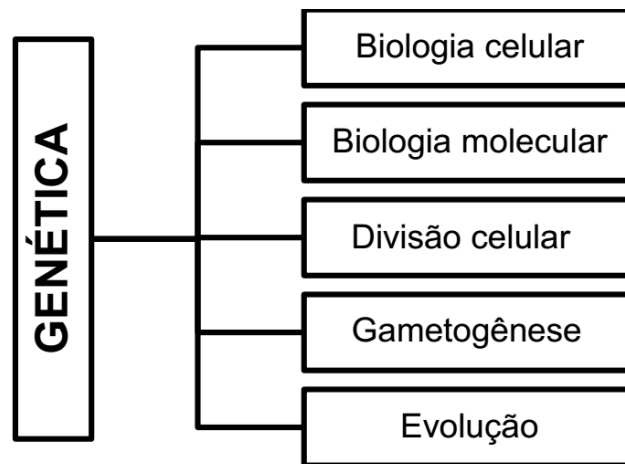 GENÉTICA
Biologia celular
Biologia molecular
Divisão celular
Gametogênese
Evolução